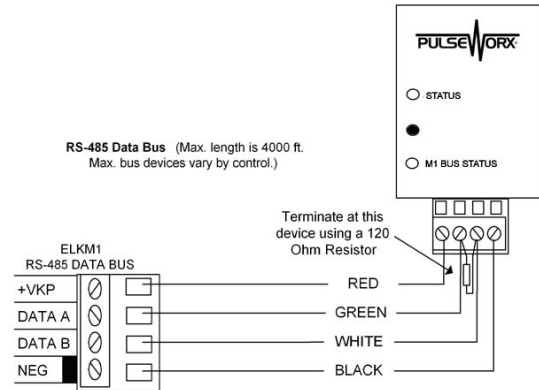 PULSEWORX
STATUS
M1 BUS STATUS
RS-485 Data Bus (Max. length is 4000 ft.
Max. bus devices vary by control.)
Terminate at this
device using a 120
Ohm Resistor
ELKM1
RS-485 DATA BUS
+VKP
RED
DATA A
GREEN
DATA B
WHITE
NEG
BLACK